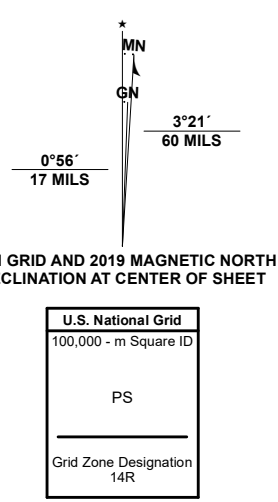 MN
GN
3°21´
60 MILS
0°56´
17 MILS
GRID AND 2019 MAGNETIC NORTH
CLINATION AT CENTER OF SHEET
U.S. National Grid
100,000 - m Square ID
PS
Grid Zone Designation
14R